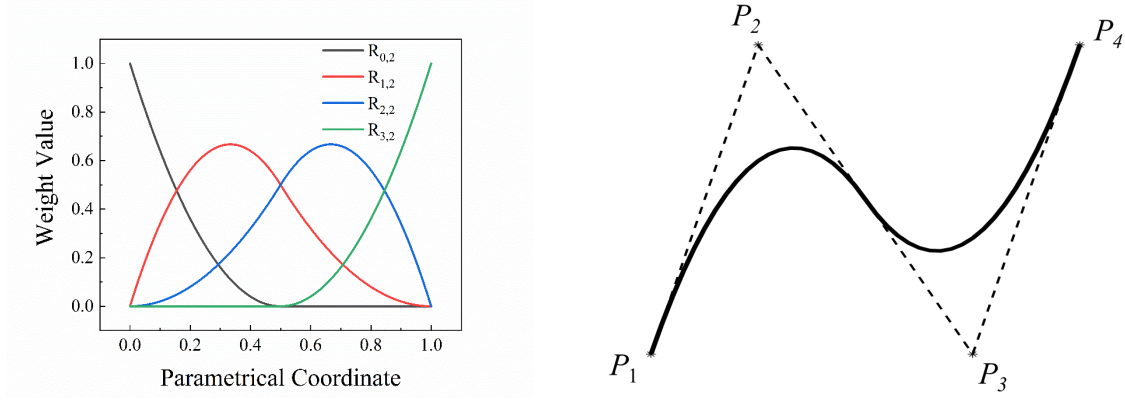 R0,2
R1,2
R2,2
R3,2
1.0
0.8
0.6
0.4
0.2
0.0
Weight Value
0.0 0.2 0.4 0.6 0.8 1.0
Parametrical Coordinate
P2
P4
P1
P3